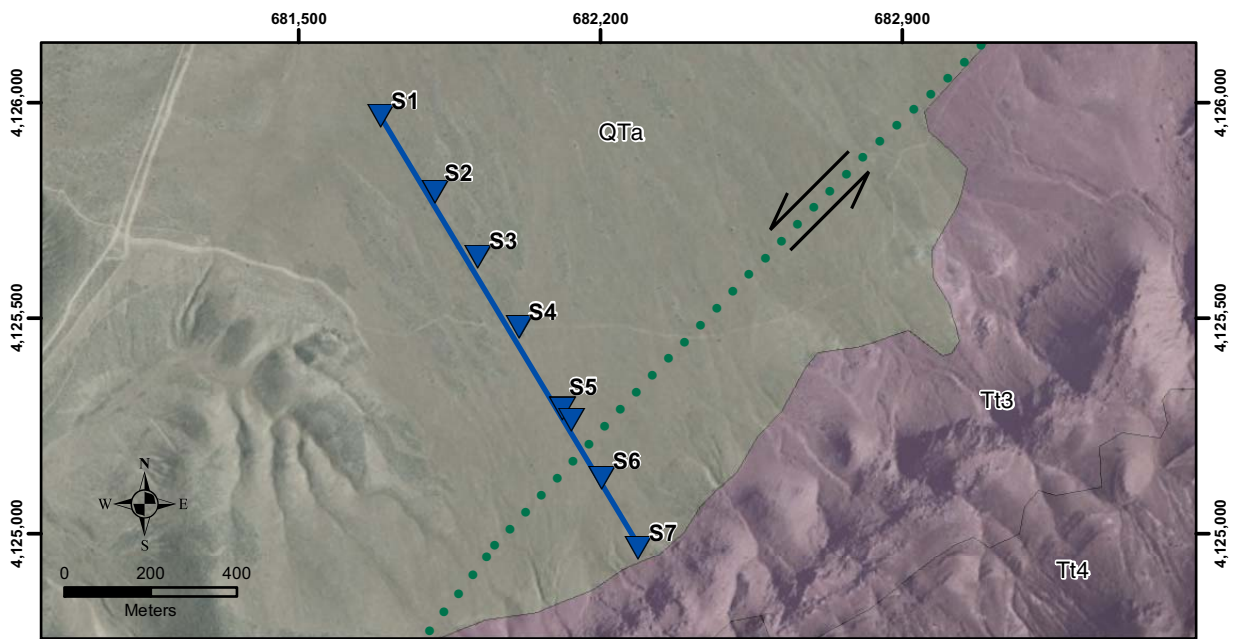 681,500
682,200
682,900
4,126,000
4,126,000
S1
QTa
S2
S3
4,125,500
4,125,500
S4
S5
Tt3
S6
N
W
E
S
4,125,000
4,125,000
S7
Tt4
0
200
400
Meters